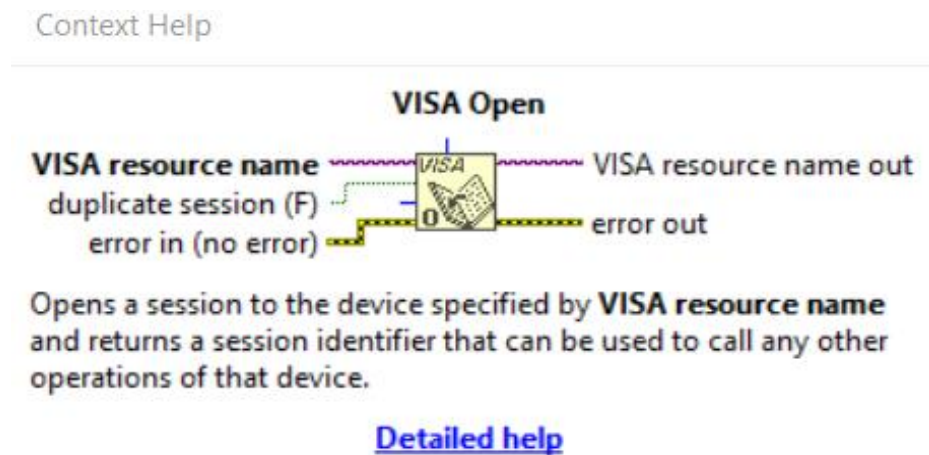 Context Help
VISA Open
VISA resource name
VISA
VISA resource name out
duplicate session (F)
0
error in (no error)
error out
Opens a session to the device specified by VISA resource name
and returns a session identifier that can be used to call any other
operations of that device.
Detailed help